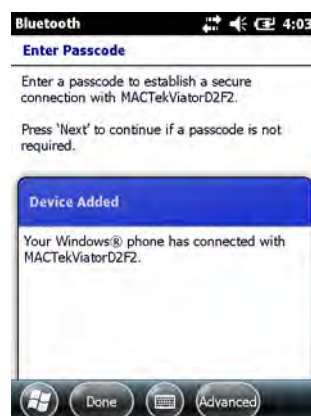 Bluetooth
4:03
Enter Passcode
Enter a passcode to establish a secure
connection with MACTekViatorD2F2.
Press 'Next' to continue if a passcode is not
required.
Device Added
Your Windows® phone has connected with
MACTekViatorD2F2.
Done
Advanced